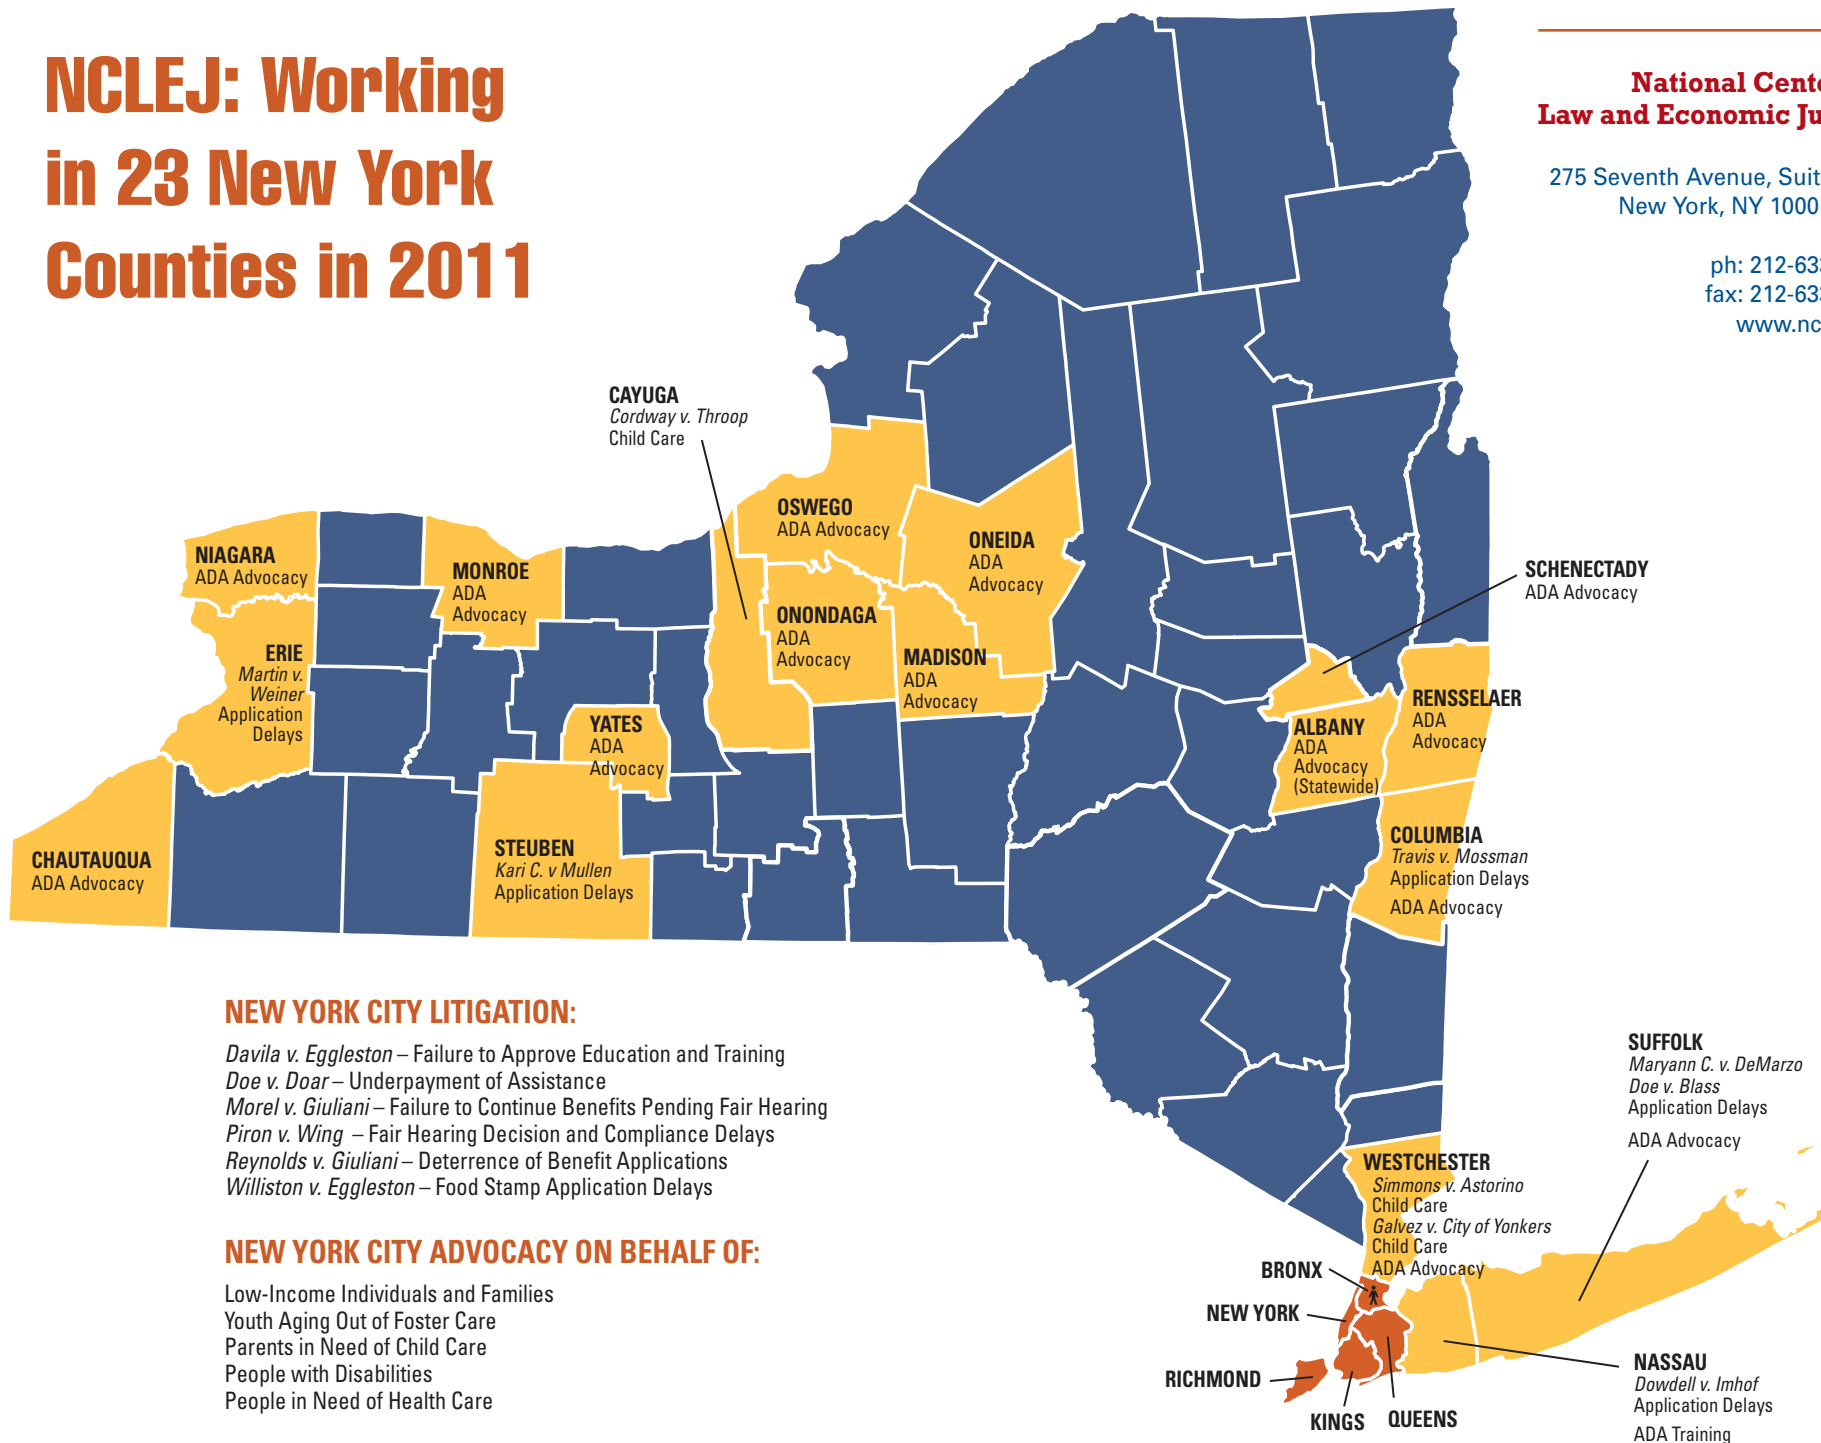 NCLEJ: Working
in 23 New York
Counties in 2011
National Cente
Law and Economic Ju
275 Seventh Avenue, Suit
New York, NY 1000
ph: 212-633
fax: 212-633
www.nc
CAYUGA
Cordway v. Throop
Child Care
OSWEGO
ADA Advocacy
ONEIDA
ADA
Advocacy
NIAGARA
ADA Advocacy
MONROE
ADA
Advocacy
SCHENECTADY
ADA Advocacy
ONONDAGA
ADA
Advocacy
ERIE
Martin v.
Weiner
Application
Delays
MADISON
ADA
Advocacy
RENSSELAER
ADA
Advocacy
YATES
ADA
Advocacy
ALBANY
ADA
Advocacy
(Statewide)
COLUMBIA
Travis v. Mossman
Application Delays
ADA Advocacy
STEUBEN
Kari C. v Mullen
Application Delays
CHAUTAUQUA
ADA Advocacy
NEW YORK CITY LITIGATION:
Davila v. Eggleston – Failure to Approve Education and Training
Doe v. Doar – Underpayment of Assistance
Morel v. Giuliani – Failure to Continue Benefits Pending Fair Hearing
Piron v. Wing – Fair Hearing Decision and Compliance Delays
Reynolds v. Giuliani – Deterrence of Benefit Applications
Williston v. Eggleston – Food Stamp Application Delays
NEW YORK CITY ADVOCACY ON BEHALF OF:
Low-Income Individuals and Families
Youth Aging Out of Foster Care
Parents in Need of Child Care
People with Disabilities
People in Need of Health Care
SUFFOLK
Maryann C. v. DeMarzo
Doe v. Blass
Application Delays
ADA Advocacy
WESTCHESTER
Simmons v. Astorino
Child Care
Galvez v. City of Yonkers
Child Care
ADA Advocacy
BRONX
NEW YORK
RICHMOND
KINGS
QUEENS
NASSAU
Dowdell v. Imhof
Application Delays
ADA Training